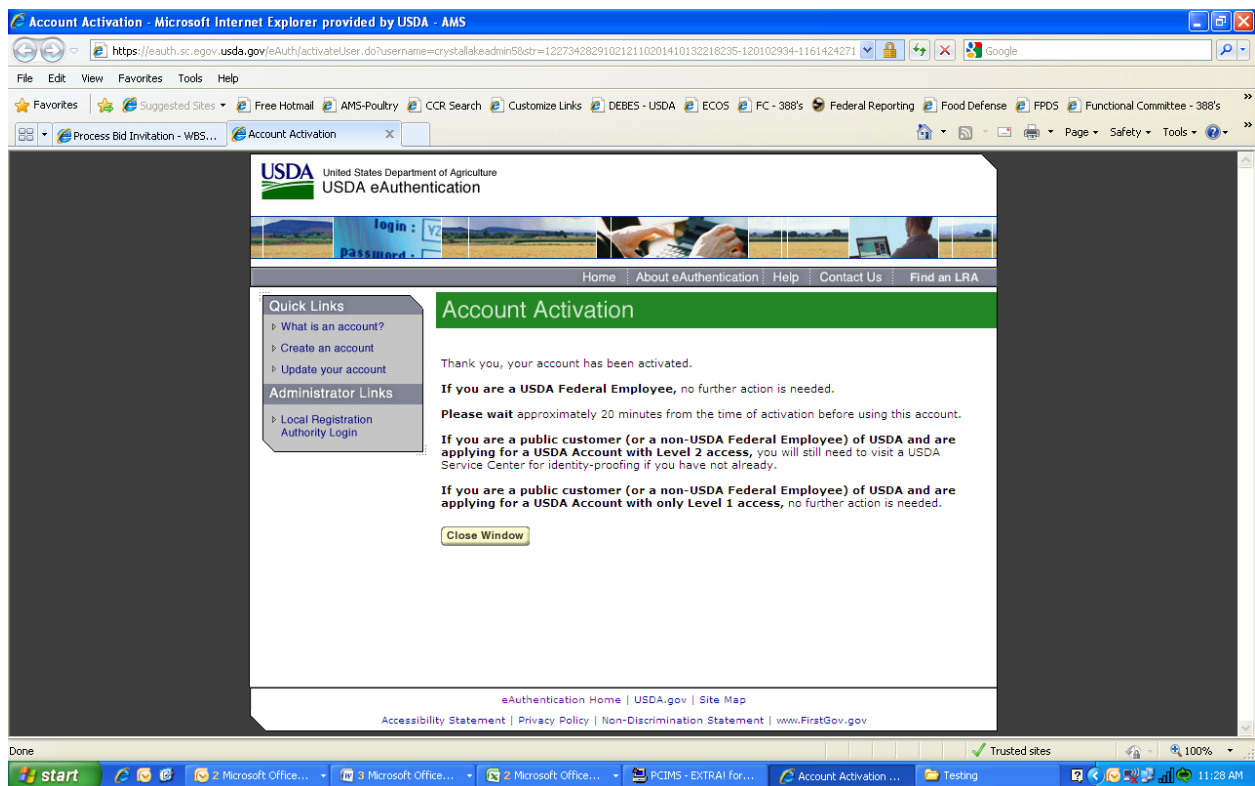 Account Activation - Microsoft Internet Explorer provided by USDA - AMS
https://eauth.sc.egov.usda.gov/eAuth/activateUser.do?username=crystallakeadmin5&str=12273428291021211020141013221 8235-120102934-1161424271
Google
File Edit View Favorites Tools Help
Favorites Suggested Sites Free Hotmail AMS-Poultry CCR Search Customize Links DEBES - USDA ECOS FC - 388's Federal Reporting Food Defense FPDS Functional Committee - 388's
Process Bid Invitation - WBS... Account Activation x Page Safety Tools
USDA United States Department of Agriculture
USDA eAuthentication
login : YZ
password :
Home About eAuthentication Help Contact Us Find an LRA
Quick Links
What is an account?
Create an account
Update your account
Administrator Links
Local Registration
Authority Login
Account Activation
Thank you, your account has been activated.
If you are a USDA Federal Employee, no further action is needed.
Please wait approximately 20 minutes from the time of activation before using this account.
If you are a public customer (or a non-USDA Federal Employee) of USDA and are
applying for a USDA Account with Level 2 access, you will still need to visit a USDA
Service Center for identity-proofing if you have not already.
If you are a public customer (or a non-USDA Federal Employee) of USDA and are
applying for a USDA Account with only Level 1 access, no further action is needed.
Close Window
eAuthentication Home | USDA.gov | Site Map
Accessibility Statement | Privacy Policy | Non-Discrimination Statement | www.FirstGov.gov
Done Trusted sites 100%
start 2 Microsoft Office... 3 Microsoft Office... 2 Microsoft Office... PCIMS - EXTRA! for... Account Activation ... Testing 11:28 AM